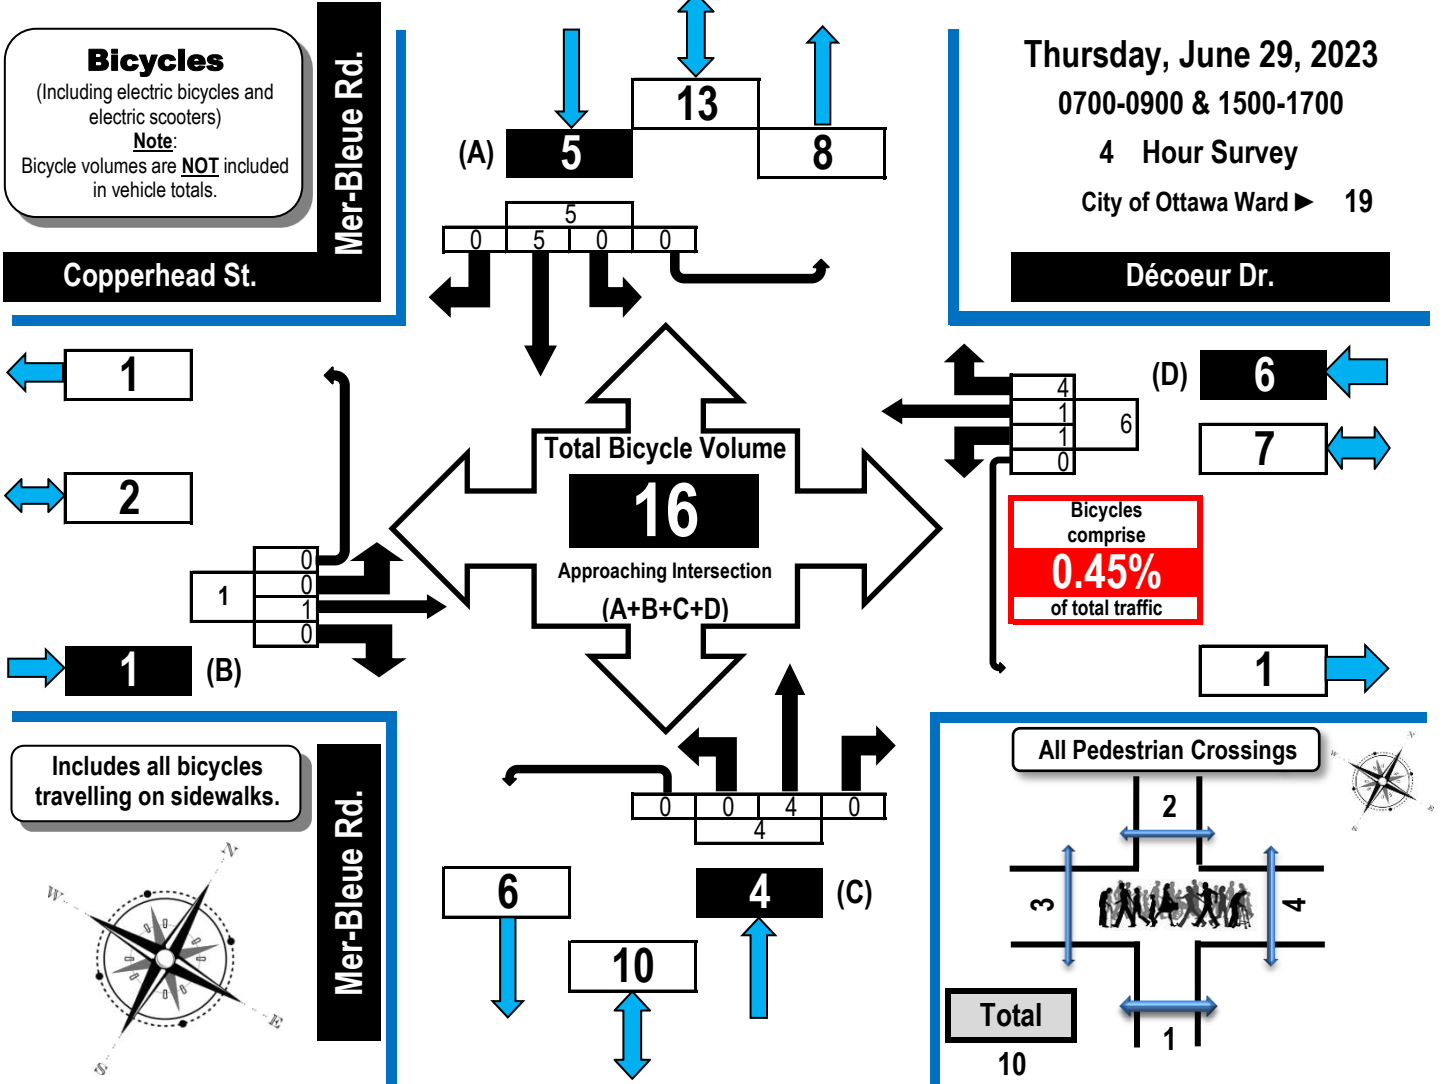 Bicycles
(Including electric bicycles and
electric scooters)
Note:
Bicycle volumes are NOT included
in vehicle totals.
Mer-Bleue Rd.
Copperhead St.
13
(A) 5
8
5
0 5 0 0
Thursday, June 29, 2023
0700-0900 & 1500-1700
4 Hour Survey
City of Ottawa Ward ► 19
Décoeur Dr.
1
2
0
0
1
1
0
1 (B)
Total Bicycle Volume
16
Approaching Intersection
(A+B+C+D)
(D) 6
4
1
6
1
0
7
Bicycles
comprise
0.45%
of total traffic
1
Includes all bicycles
travelling on sidewalks.
Mer-Bleue Rd.
N
W
E
S
0 0 4 0
4
6
4 (C)
10
All Pedestrian Crossings
N
W
E
S
2
3
4
1
Total
10